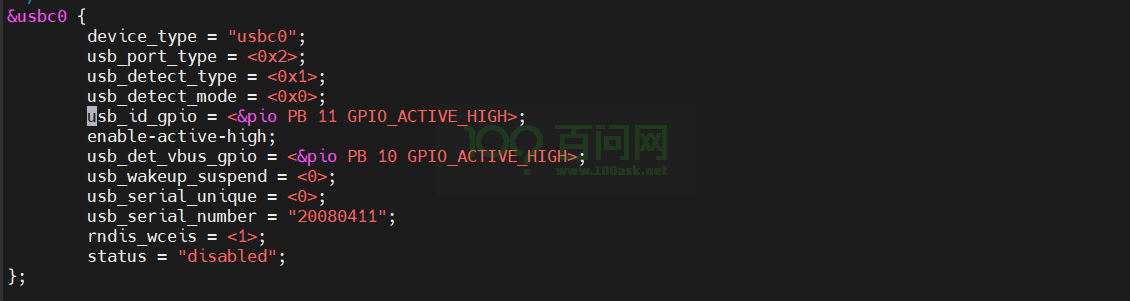 &usbc0 {
device_type = "usbc0";
usb_port_type = <0x2>;
usb_detect_type = <0x1>;
usb_detect_mode = <0x0>;
usb_id_gpio = <&pio PB 11 GPIO_ACTIVE_HIGH>;
enable-active-high;
usb_det_vbus_gpio = <&pio PB 10 GPIO_ACTIVE_HIGH>;
usb_wakeup_suspend = <0>;
usb_serial_unique = <0>;
usb_serial_number = "20080411";
rndis_wceis = <1>;
status = "disabled";
};
百问网
www.100ask.net